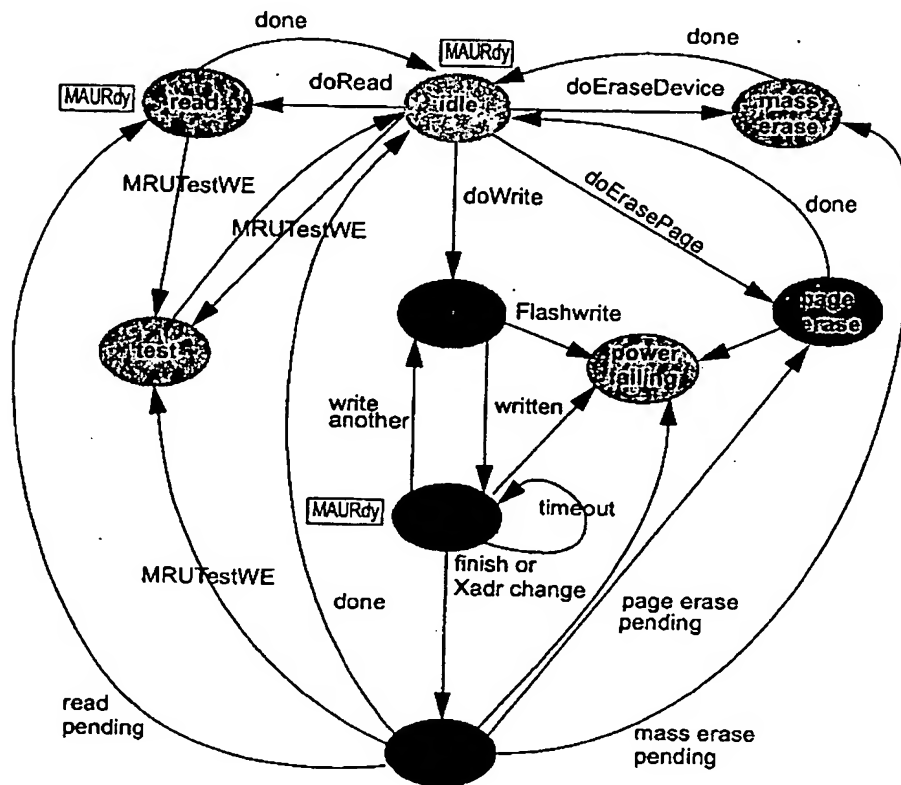 done
MAURdy
done
MAURdy
read
doRead
idle
doEraseDevice
mass
erase
MRUTestWE
MRUTestWE
doWrite
doErasePage
done
Flashwrite
page
erase
test
power
failing
write
another
written
MAURdy
timeout
MRUTestWE
done
finish or
Xadr change
page erase
pending
read
pending
mass erase
pending